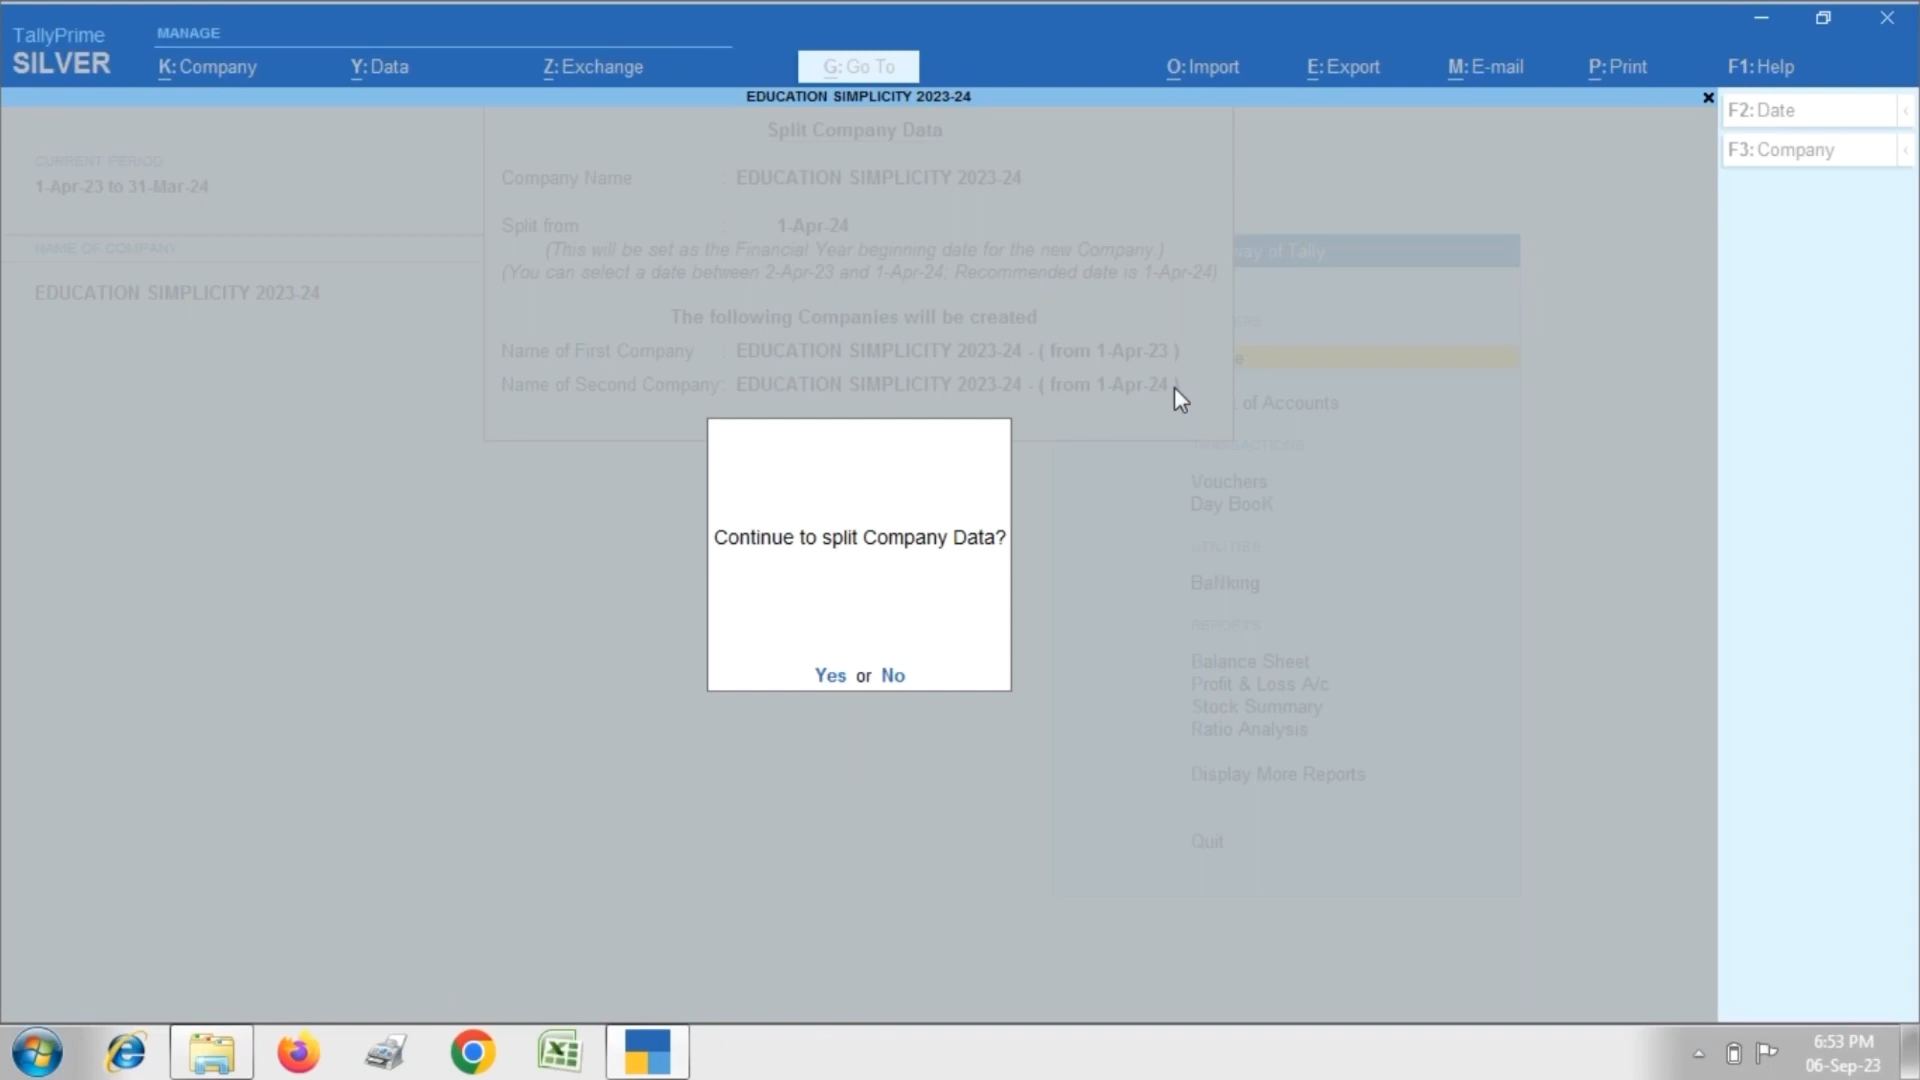 TallyPrime
SILVER
MANAGE
K: Company
Y: Data
Z: Exchange
G: Go To
O: Import
E: Export
M: E-mail
P: Print
F1: Help
EDUCATION SIMPLICITY 2023-24
F2: Date
F3: Company
CURRENT PERIOD
1-Apr-23 to 31-Mar-24
NAME OF COMPANY
EDUCATION SIMPLICITY 2023-24
Split Company Data
Company Name : EDUCATION SIMPLICITY 2023-24
Split from : 1-Apr-24
(This will be set as the Financial Year beginning date for the new Company.)
(You can select a date between 2-Apr-23 and 1-Apr-24. Recommended date is 1-Apr-24)
The following Companies will be created
Name of First Company : EDUCATION SIMPLICITY 2023-24 - ( from 1-Apr-23 )
Name of Second Company: EDUCATION SIMPLICITY 2023-24 - ( from 1-Apr-24 )
Continue to split Company Data?
Yes or No
way of Tally
of Accounts
TRANSACTIONS
Vouchers
Day BooK
UTILITIES
BaNking
REPORTS
Balance Sheet
Profit & Loss A/c
Stock Summary
Ratio Analysis
Display More Reports
Quit
6:53 PM
06-Sep-23